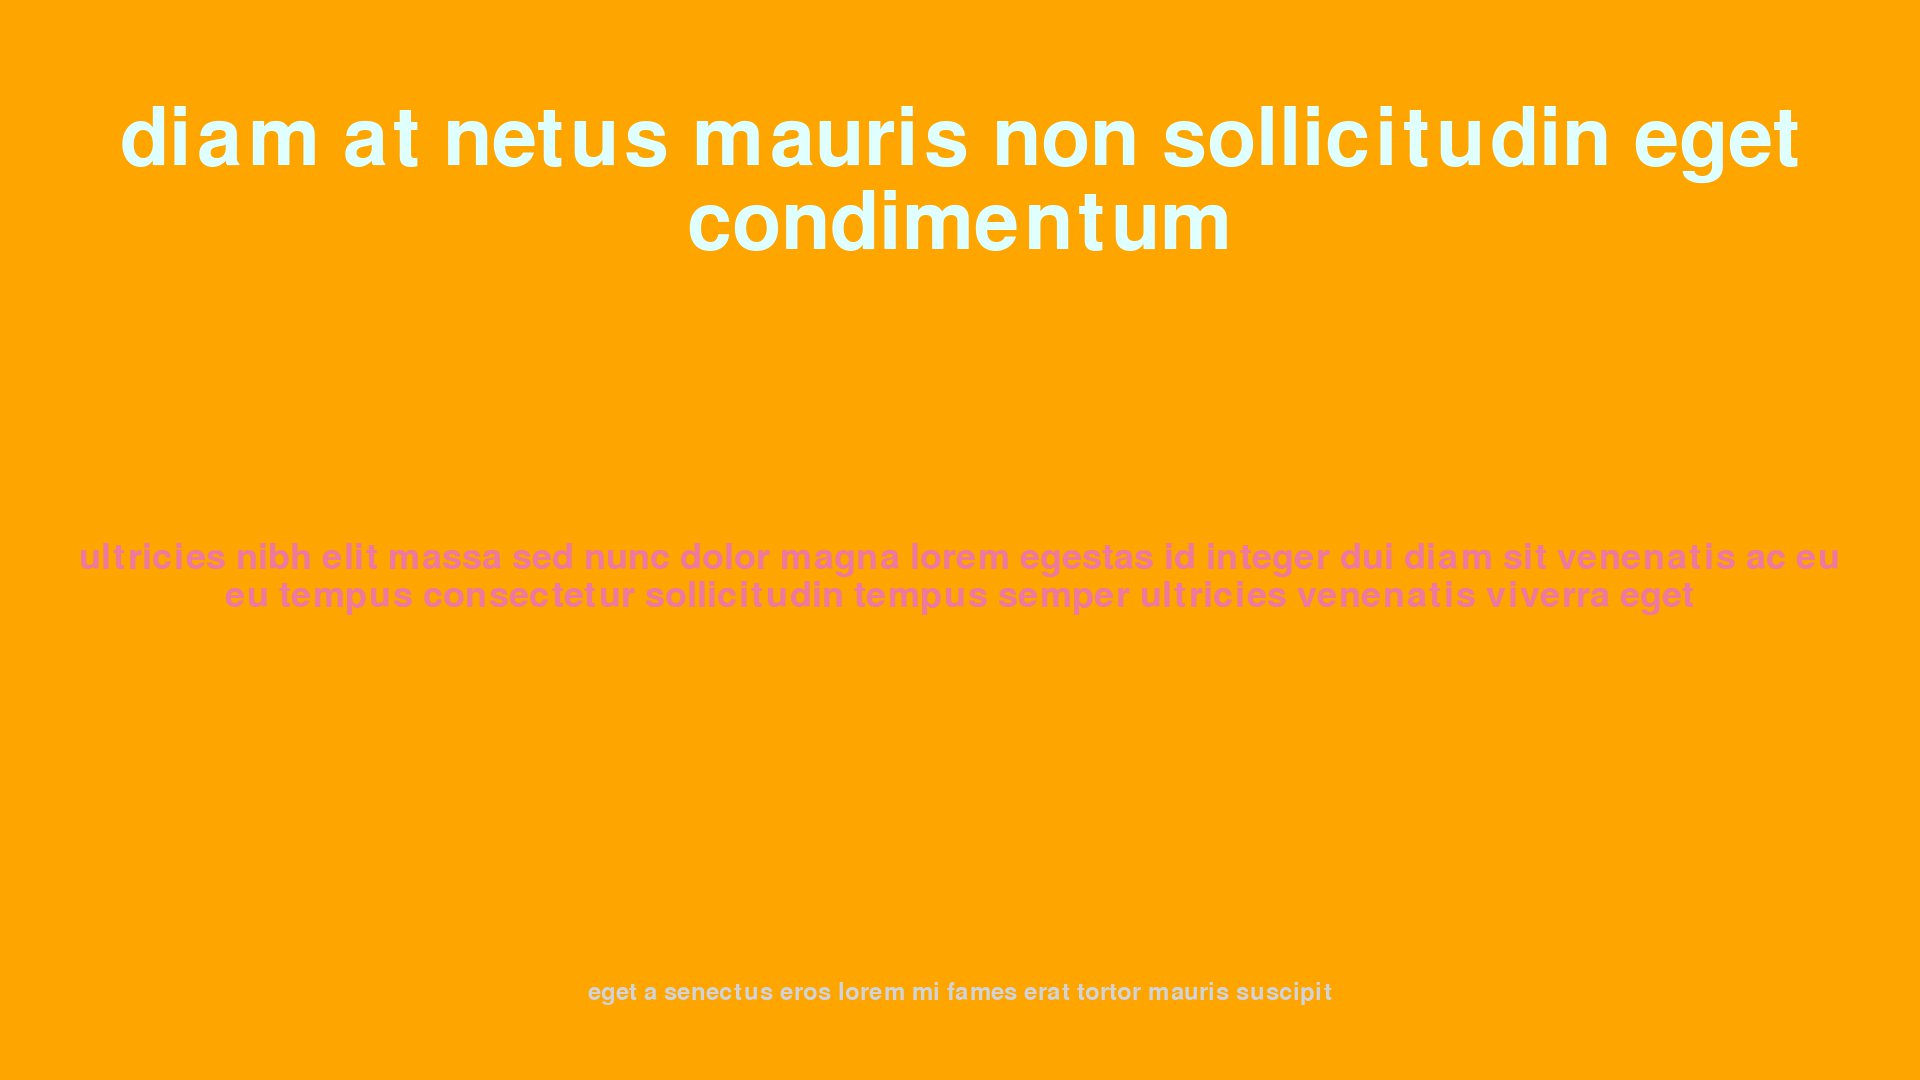 diam at netus mauris non sollicitudin eget
condimentum
ultricies nibh elit massa sed nunc dolor magna lorem egestas id integer dui diam sit venenatis ac eu
eu tempus consectetur sollicitudin tempus semper ultricies venenatis viverra eget
eget a senectus eros lorem mi fames erat tortor mauris suscipit